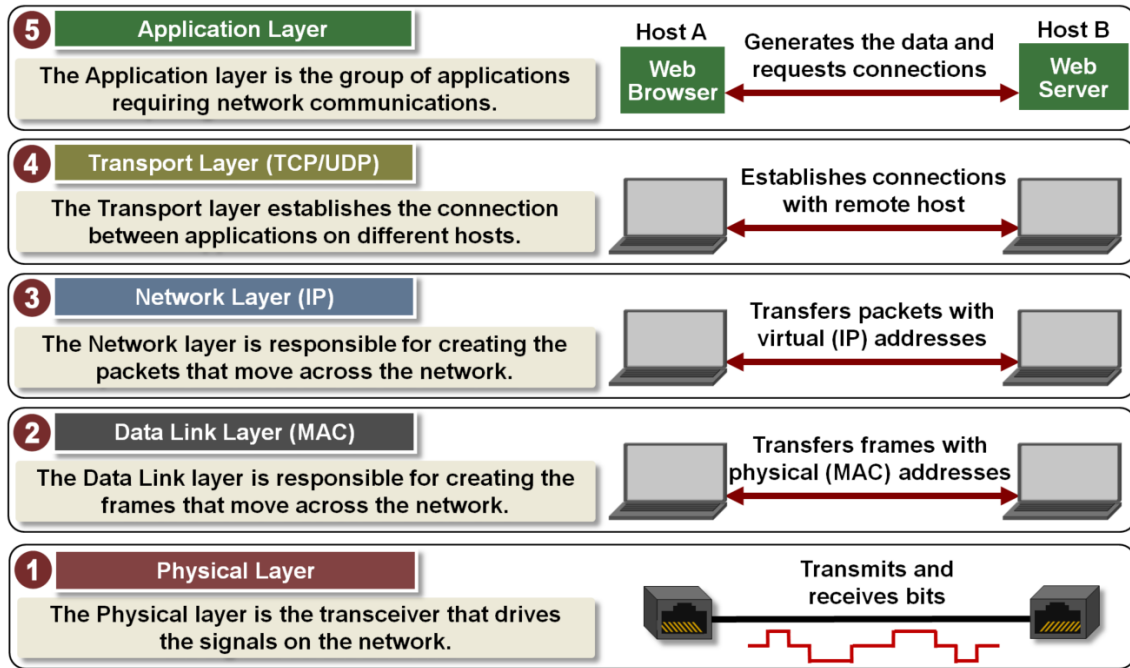 5
Application Layer
The Application layer is the group of applications
requiring network communications.
Host A
Web
Browser
Generates the data and
requests connections
Host B
Web
Server
4
Transport Layer (TCP/UDP)
The Transport layer establishes the connection
between applications on different hosts.
Establishes connections
with remote host
3
Network Layer (IP)
The Network layer is responsible for creating the
packets that move across the network.
Transfers packets with
virtual (IP) addresses
2
Data Link Layer (MAC)
The Data Link layer is responsible for creating the
frames that move across the network.
Transfers frames with
physical (MAC) addresses
1
Physical Layer
The Physical layer is the transceiver that drives
the signals on the network.
Transmits and
receives bits